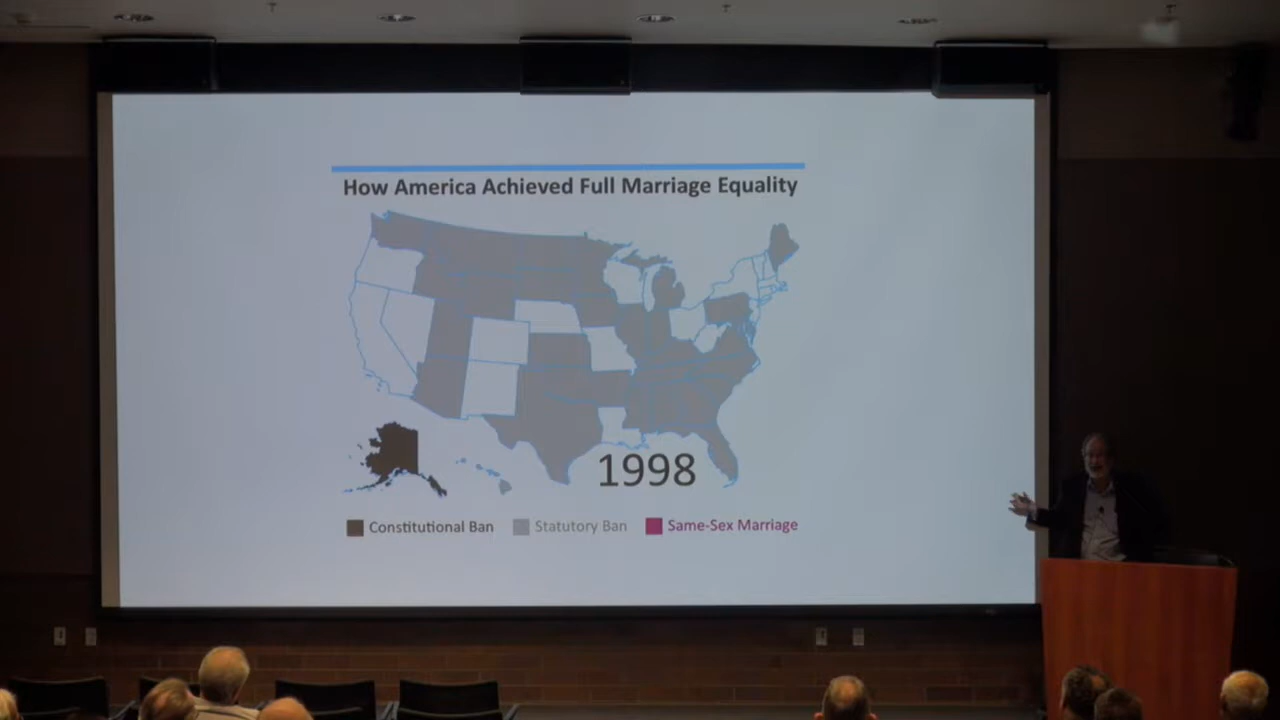 How America Achieved Full Marriage Equality
1998
Constitutional Ban Statutory Ban Same-Sex Marriage